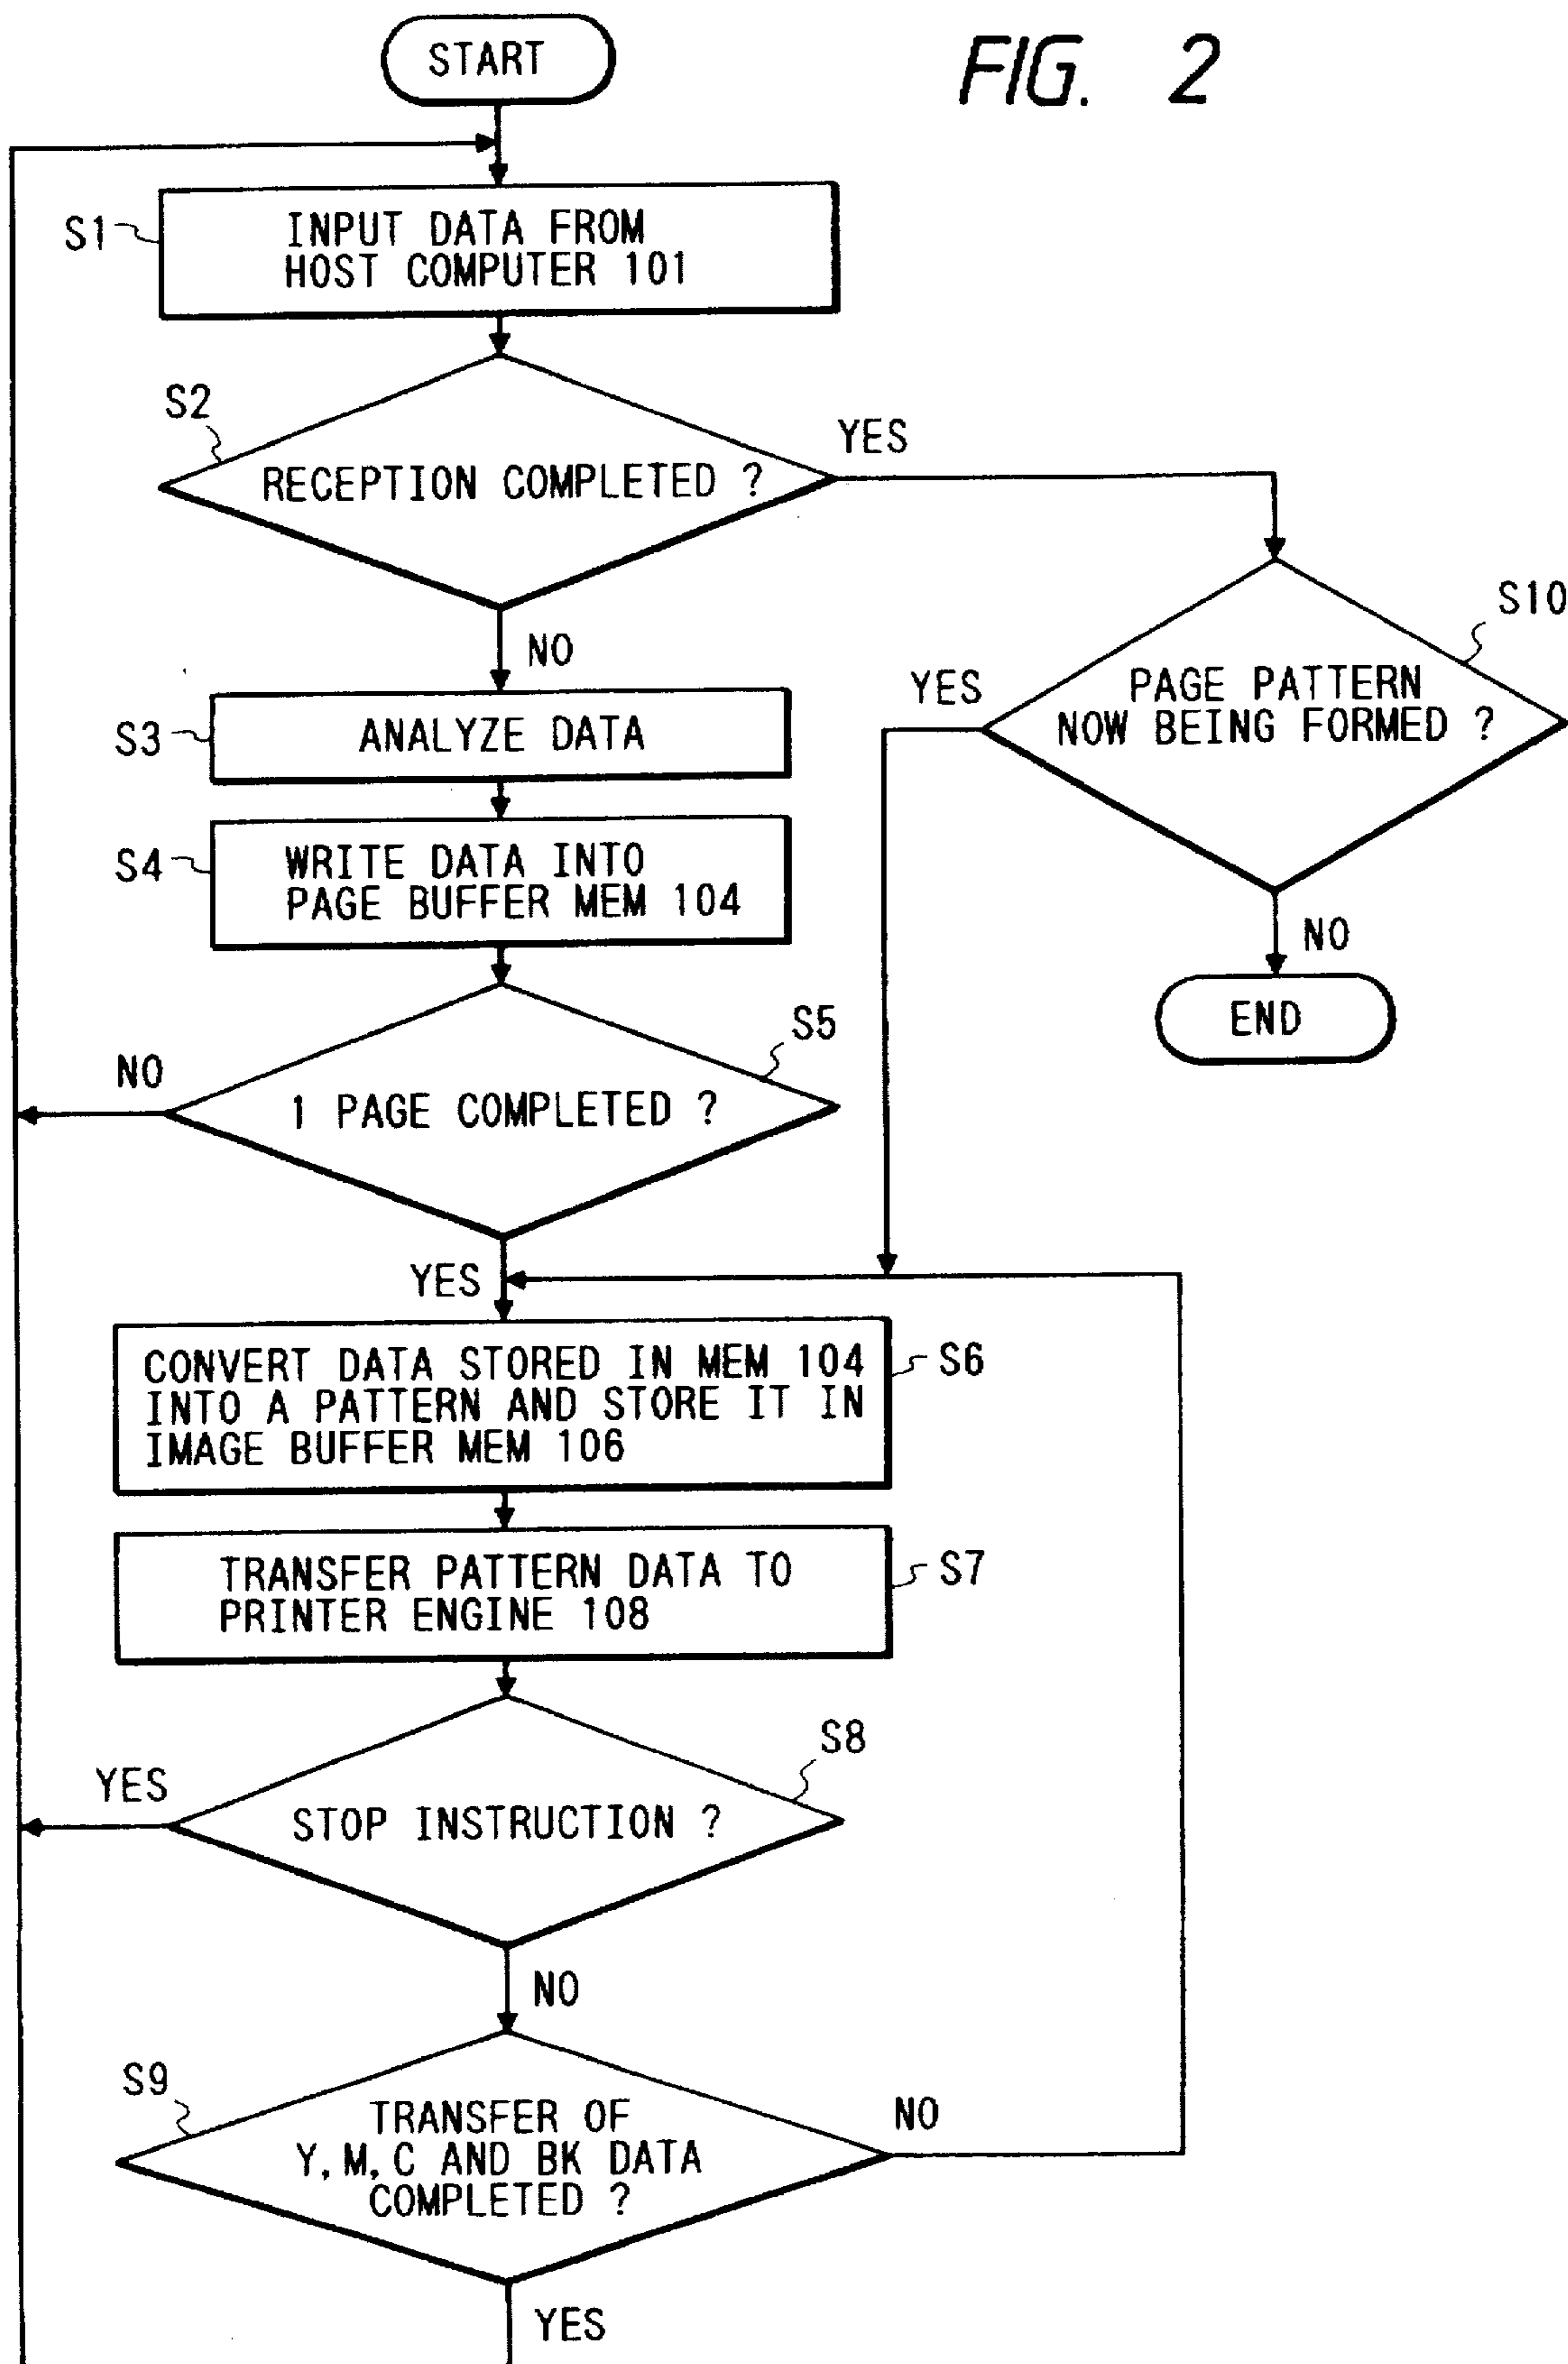 FIG. 2
START
S1
INPUT DATA FROM
HOST COMPUTER 101
S2
RECEPTION COMPLETED ?
YES
NO
S10
PAGE PATTERN
NOW BEING FORMED ?
YES
NO
END
S3
ANALYZE DATA
S4
WRITE DATA INTO
PAGE BUFFER MEM 104
S5
1 PAGE COMPLETED ?
NO
YES
S6
CONVERT DATA STORED IN MEM 104
INTO A PATTERN AND STORE IT IN
IMAGE BUFFER MEM 106
S7
TRANSFER PATTERN DATA TO
PRINTER ENGINE 108
S8
STOP INSTRUCTION ?
YES
NO
S9
TRANSFER OF
Y, M, C AND BK DATA
COMPLETED ?
NO
YES